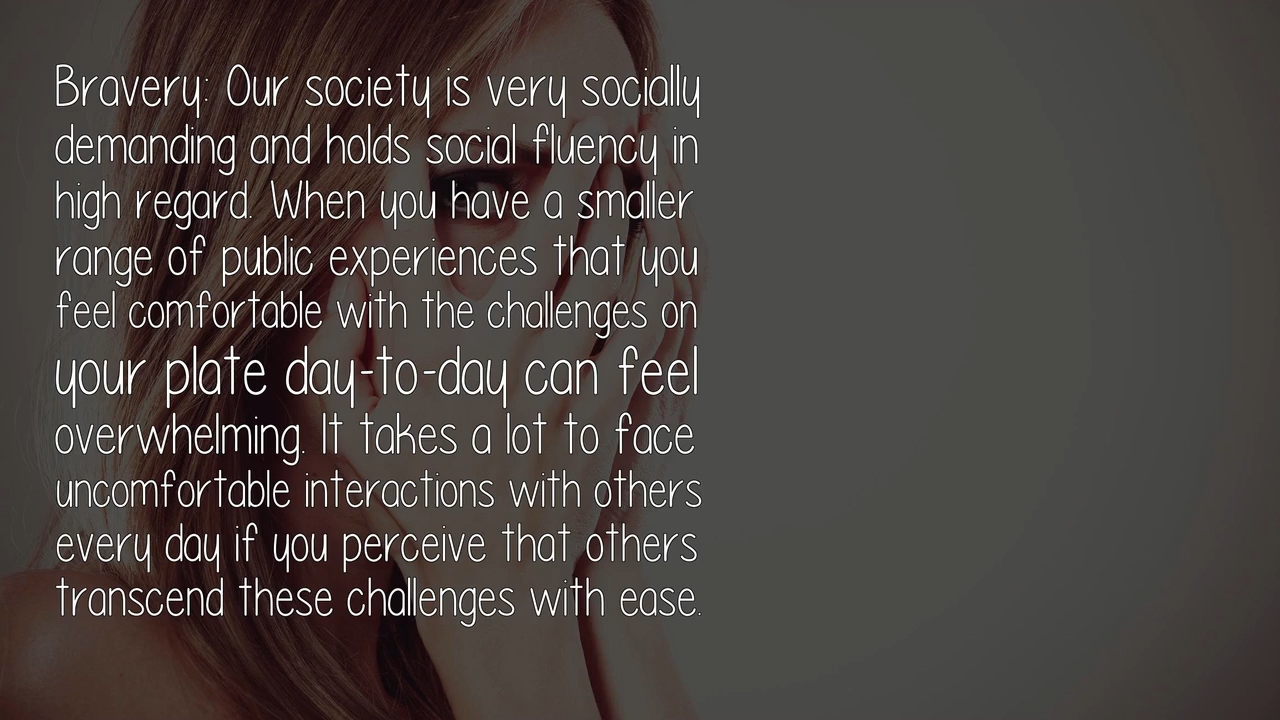 Bravery: Our society is very socially
demanding and holds social fluency in
high regard. When you have a smaller
range of public experiences that you
feel comfortable with the challenges on
your plate day-to-day can feel
overwhelming. It takes a lot to face
uncomfortable interactions with others
every day if you perceive that others
transcend these challenges with ease.